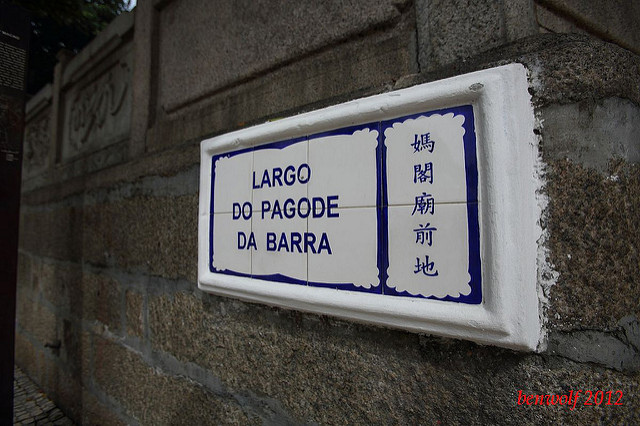 LARGO
DO PAGODE
DA BARRA
媽閣廟前地
benwolf 2012